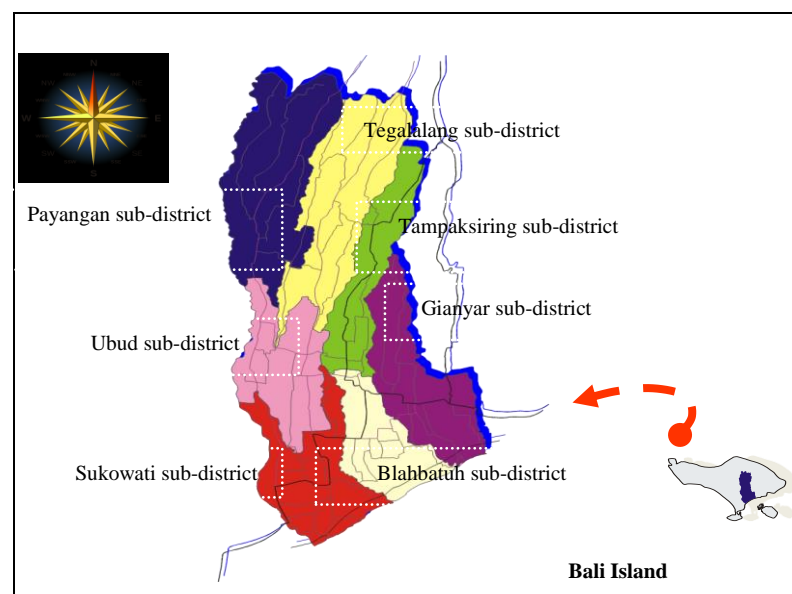 N
W
E
S
Tegalalang sub-district
Payangan sub-district
Tampaksiring sub-district
Gianyar sub-district
Ubud sub-district
Sukowati sub-district
Blahbatuh sub-district
Bali Island